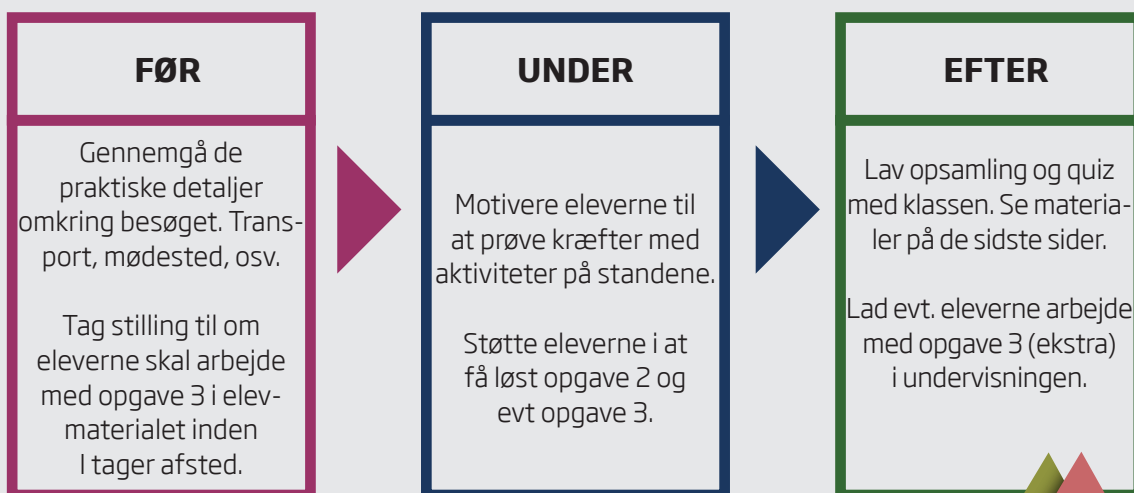 FØR
Gennemgå de
praktiske detaljer
omkring besøget. Trans-
port, mødested, osv.
Tag stilling til om
eleverne skal arbejde
med opgave 3 i elev-
materialet inden
I tager afsted.
UNDER
Motivere eleverne til
at prøve kræfter med
aktiviteter på standene.
Støtte eleverne i at
få løst opgave 2 og
evt opgave 3.
EFTER
Lav opsamling og quiz
med klassen. Se materia-
ler på de sidste sider.
Lad evt. eleverne arbejde
med opgave 3 (ekstra)
i undervisningen.